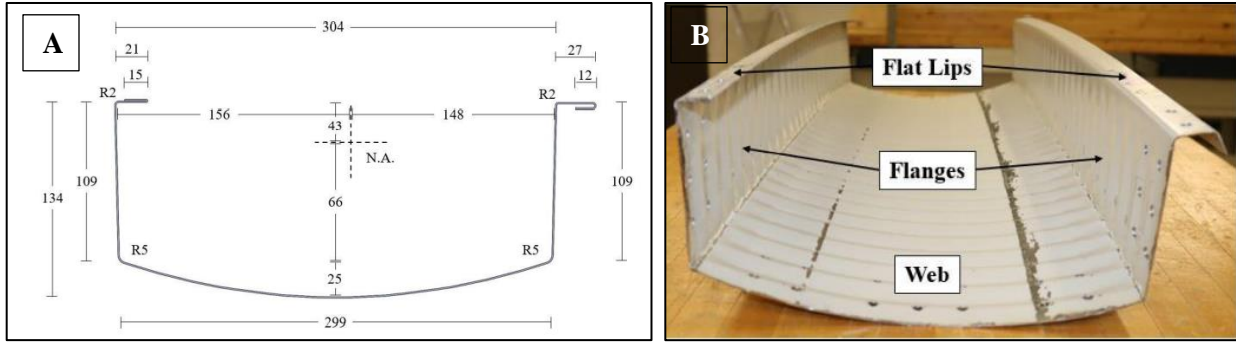 A
304
21
27
15
12
R2
R2
156
43
148
N.A.
109
134
66
109
R5
R5
25
299
B
Flat Lips
Flanges
Web